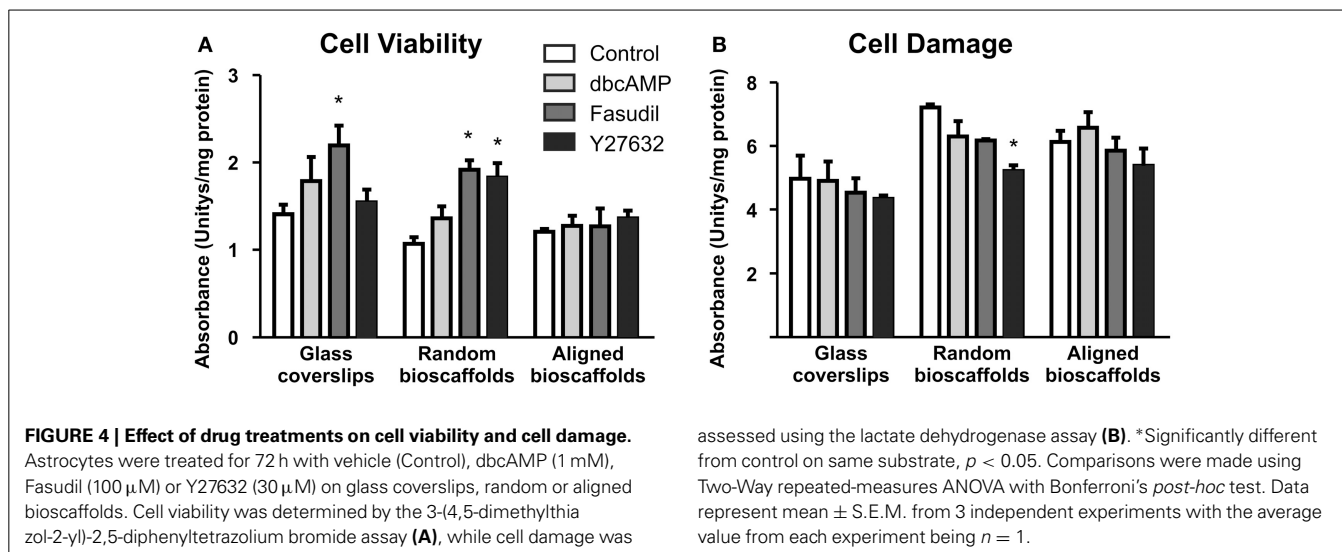 A
Cell Viability
Control
dbcAMP
Fasudil
Y27632
Absorbance (Unitys/mg protein)
3
2
1
0
*
*
*
Glass
coverslips
Random
bioscaffolds
Aligned
bioscaffolds
B
Cell Damage
Absorbance (Unitys/mg protein)
8
6
4
2
*
Glass
coverslips
Random
bioscaffolds
Aligned
bioscaffolds
FIGURE 4 | Effect of drug treatments on cell viability and cell damage.
Astrocytes were treated for 72 h with vehicle (Control), dbcAMP (1 mM),
Fasudil (100 μM) or Y27632 (30 μM) on glass coverslips, random or aligned
bioscaffolds. Cell viability was determined by the 3-(4,5-dimethylthia
zol-2-yl)-2,5-diphenyltetrazolium bromide assay (A), while cell damage was
assessed using the lactate dehydrogenase assay (B). *Significantly different
from control on same substrate, p < 0.05. Comparisons were made using
Two-Way repeated-measures ANOVA with Bonferroni's post-hoc test. Data
represent mean ± S.E.M. from 3 independent experiments with the average
value from each experiment being n = 1.